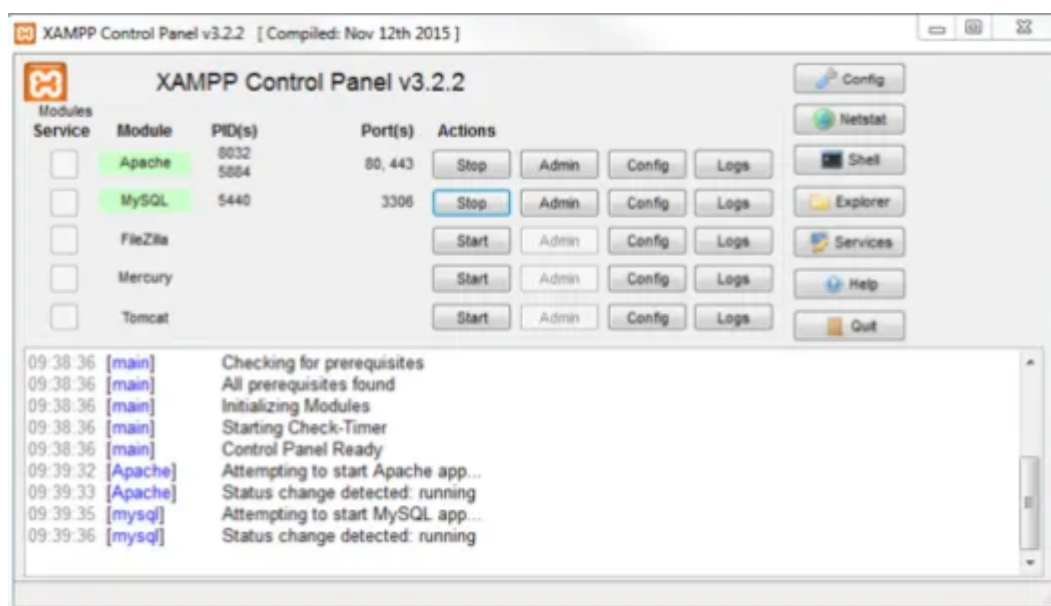 XAMPP Control Panel v3.2.2 [ Compiled: Nov 12th 2015 ]
XAMPP Control Panel v3.2.2
Config
Modules
Service Module PID(s) Port(s) Actions
Netstat
Apache 8032 5884 80, 443 Stop Admin Config Logs
Shell
MySQL 5440 3306 Stop Admin Config Logs
Explorer
FileZilla Start Admin Config Logs
Services
Mercury Start Admin Config Logs
Help
Tomcat Start Admin Config Logs
Quit
09:38:36 [main] Checking for prerequisites
09:38:36 [main] All prerequisites found
09:38:36 [main] Initializing Modules
09:38:36 [main] Starting Check-Timer
09:38:36 [main] Control Panel Ready
09:39:32 [Apache] Attempting to start Apache app...
09:39:33 [Apache] Status change detected: running
09:39:35 [mysql] Attempting to start MySQL app...
09:39:36 [mysql] Status change detected: running